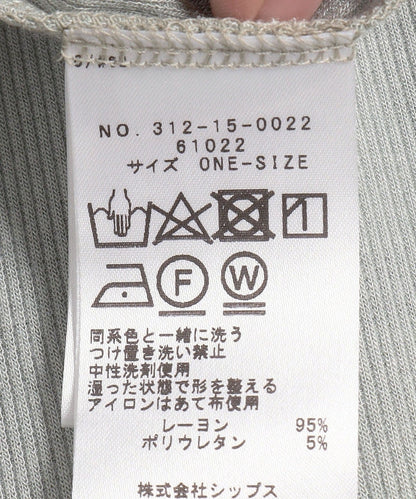 NO. 312-15-0022
61022
サイズ ONE-SIZE
F W
同系色と一緒に洗う
つけ置き洗い禁止
中性洗剤使用
湿った状態で形を整える
アイロンはあて布使用
レーヨン 95%
ポリウレタン 5%
株式会社シップス